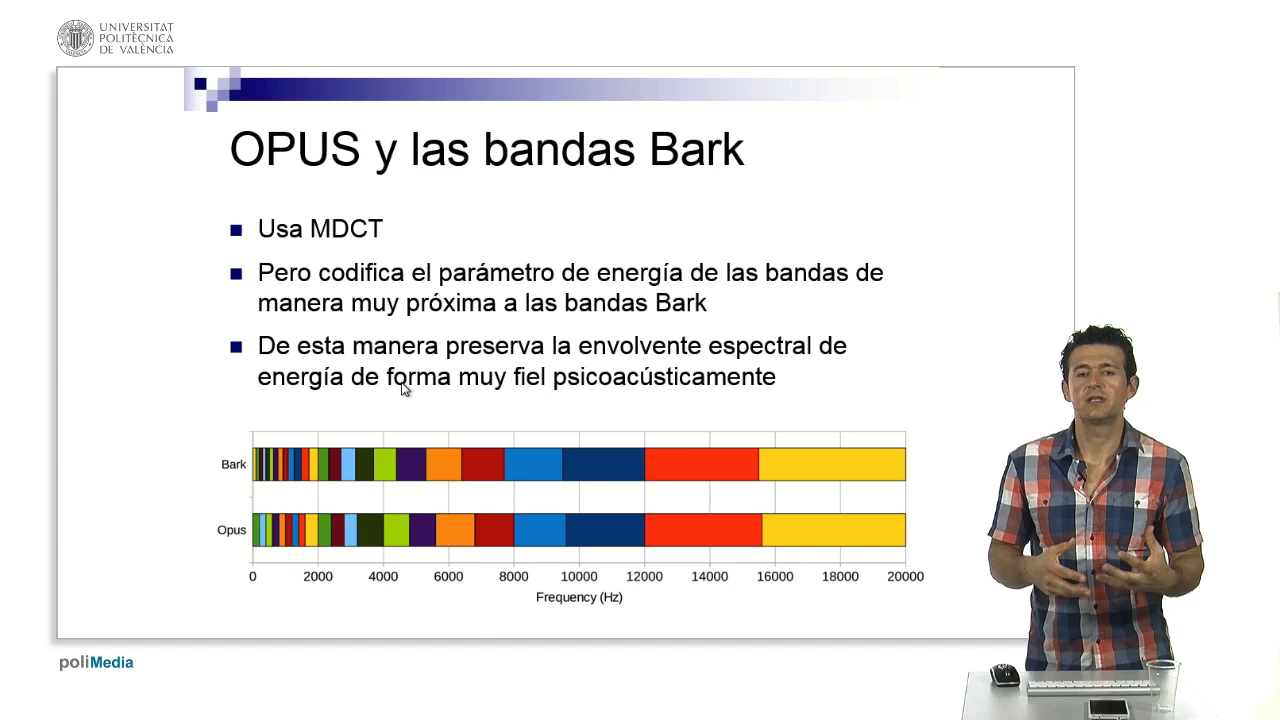 UNIVERSITAT
POLITÈCNICA
DE VALÈNCIA
OPUS y las bandas Bark
Usa MDCT
Pero codifica el parámetro de energía de las bandas de
manera muy próxima a las bandas Bark
De esta manera preserva la envolvente espectral de
energía de forma muy fiel psicoacústicamente
Bark
Opus
0 2000 4000 6000 8000 10000 12000 14000 16000 18000 20000
Frequency (Hz)
poliMedia